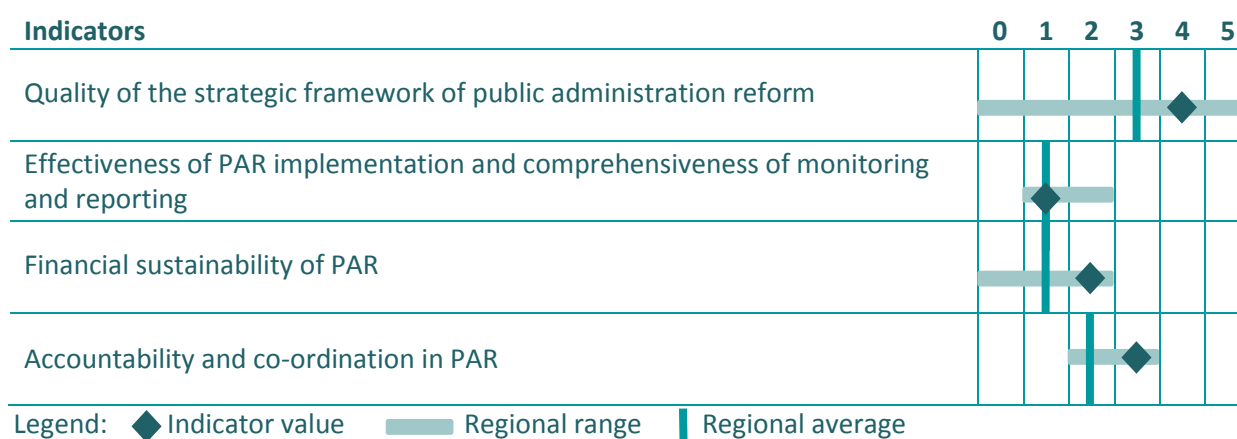 Indicators 0 1 2 3 4 5
Quality of the strategic framework of public administration reform
Effectiveness of PAR implementation and comprehensiveness of monitoring
and reporting
Financial sustainability of PAR
Accountability and co-ordination in PAR
Legend: Indicator value Regional range Regional average